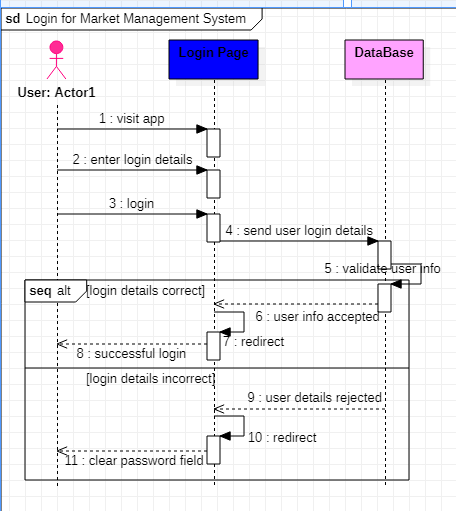 sd Login for Market Management System
Login Page
DataBase
User: Actor1
1 : visit app
2 : enter login details
3 : login
4 : send user login details
5 : validate user info
seq alt
[login details correct]
6 : user info accepted
7 : redirect
8 : successful login
[login details incorrect]
9 : user details rejected
10 : redirect
11 : clear password field